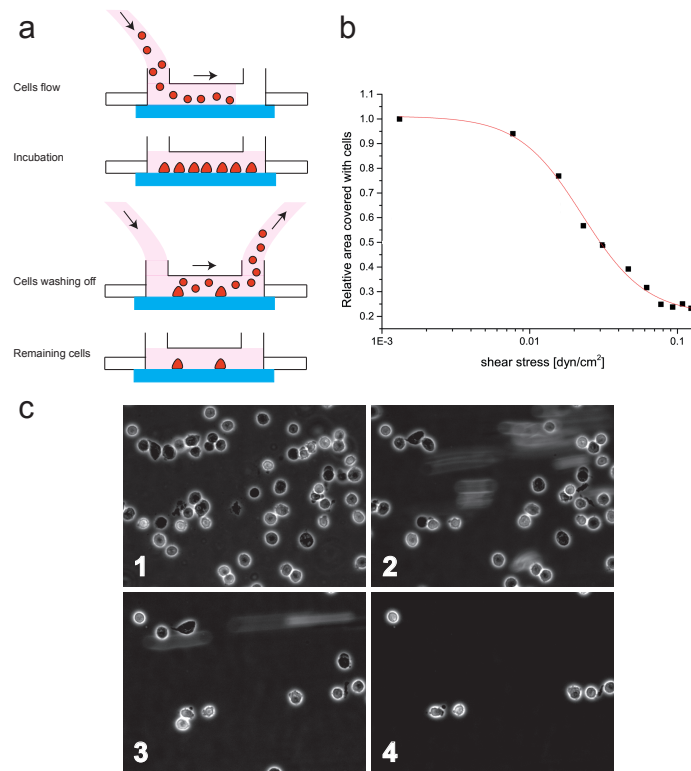 a
Cells flow
Incubation
Cells washing off
Remaining cells
b
Relative area covered with cells
1.1
1.0
0.9
0.8
0.7
0.6
0.5
0.4
0.3
0.2
1E-3
0.01
0.1
shear stress [dyn/cm²]
c
1
2
3
4